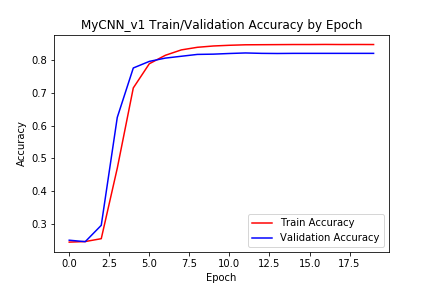 MyCNN_v1 Train/Validation Accuracy by Epoch
Accuracy
0.8
0.7
0.6
0.5
0.4
0.3
Train Accuracy
Validation Accuracy
0.0 2.5 5.0 7.5 10.0 12.5 15.0 17.5
Epoch